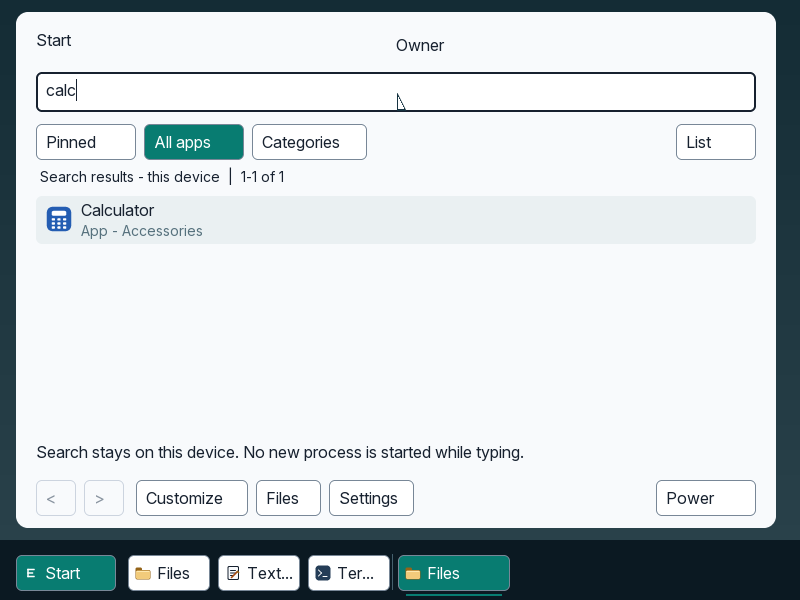 Start
Owner
calc
Pinned
All apps
Categories
List
Search results - this device | 1-1 of 1
Calculator
App - Accessories
Search stays on this device. No new process is started while typing.
<
>
Customize
Files
Settings
Power
E Start
Files
Text...
Ter...
Files